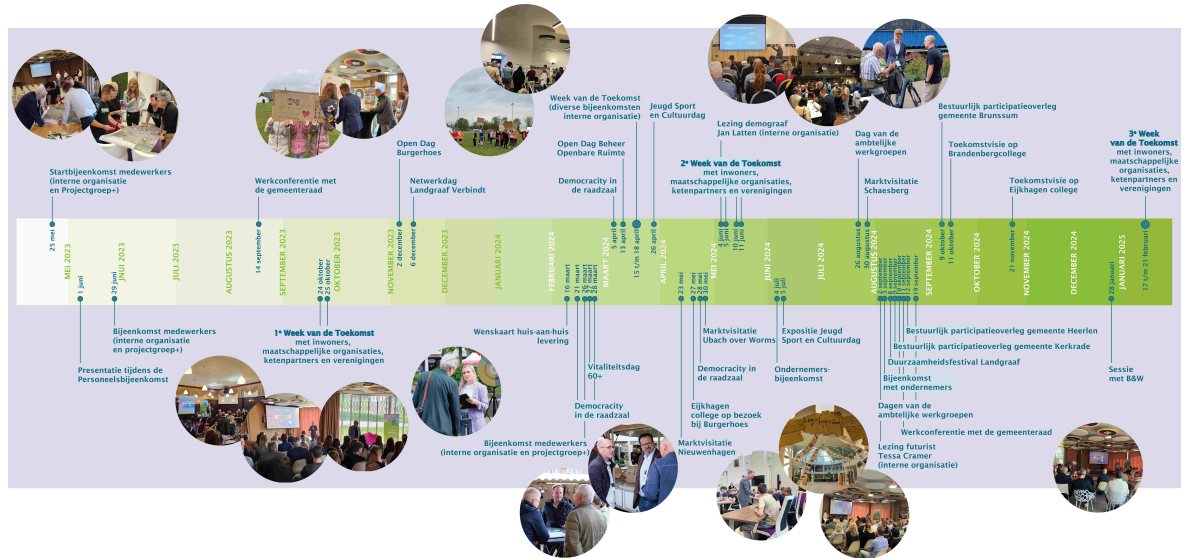 Startbijeenkomst medewerkers
(interne organisatie
en Projectgroep+)
Werkconferentie met
de gemeenteraad
Open Dag
Burgerhoes
Netwerkdag
Landgraaf Verbindt
Week van de Toekomst
(diverse bijeenkomsten
interne organisatie)
Open Dag Beheer
Openbare Ruimte
Democracity in
de raadzaal
Jeugd Sport
en Cultuurdag
Lezing demograaf
Jan Latten (interne organisatie)
2e Week van de Toekomst
met inwoners,
maatschappelijke organisaties,
ketenpartners en
verenigingen
Dag van de
ambtelijke
werkgroepen
Marktvisitatie
Schaesberg
Bestuurlijk participatieoverleg
gemeente Brunssum
Toekomstvisie op
Brandenbergcollege
Toekomstvisie op
Eijkhagen college
3e Week
van de Toekomst
met inwoners,
maatschappelijke
organisaties,
ketenpartners en
verenigingen
25 mei
14 september
2 december
6 december
5 april
13 april
15 t/m 18 april
26 april
4 juni
5 juni
10 juni
11 juni
26 augustus
30 augustus
9 oktober
11 oktober
21 november
17 t/m 21 februari
MEI 2023
JNUI 2023
JULI 2023
AUGUSTUS 2023
SEPTEMBER 2023
OKTOBER 2023
NOVEMBER 2023
DECEMBER 2023
JANUARI 2024
FEBRUARI 2024
MAART 2024
APRIL 2024
MEI 2024
JUNI 2024
JULI 2024
AUGUSTUS 2024
SEPTEMBER 2024
OKTOBER 2024
NOVEMBER 2024
DECEMBER 2024
JANUARI 2025
1 juni
29 juni
24 oktober
25 oktober
16 maart
21 maart
26 maart
27 maart
28 maart
23 mei
27 mei
28 mei
30 mei
4 juli
5 juli
10 september
12 september
19 september
28 januari
Presentatie tijdens de
Personeelsbijeenkomst
Bijeenkomst medewerkers
(interne organisatie
en projectgroep+)
1e Week van de Toekomst
met inwoners,
maatschappelijke organisaties,
ketenpartners en verenigingen
Wenskaart huis-aan-huis
levering
Vitaliteitsdag
60+
Democracity
in de raadzaal
Bijeenkomst medewerkers
(interne organisatie en projectgroep+)
Marktvisitatie
Ubach over Worms
Democracity in
de raadzaal
Eijkhagen
college op bezoek
bij Burgerhoes
Marktvisitatie
Nieuwenhagen
Expositie Jeugd
Sport en Cultuurdag
Ondernemers-
bijeenkomst
Bestuurlijk participatieoverleg gemeente Heerlen
Bestuurlijk participatieoverleg gemeente Kerkrade
Duurzaamheidsfestival Landgraaf
Bijeenkomst
met ondernemers
Dagen van de
ambtelijke werkgroepen
Werkconferentie met de gemeenteraad
Lezing futurist
Tessa Cramer
(interne organisatie)
Sessie
met B&W